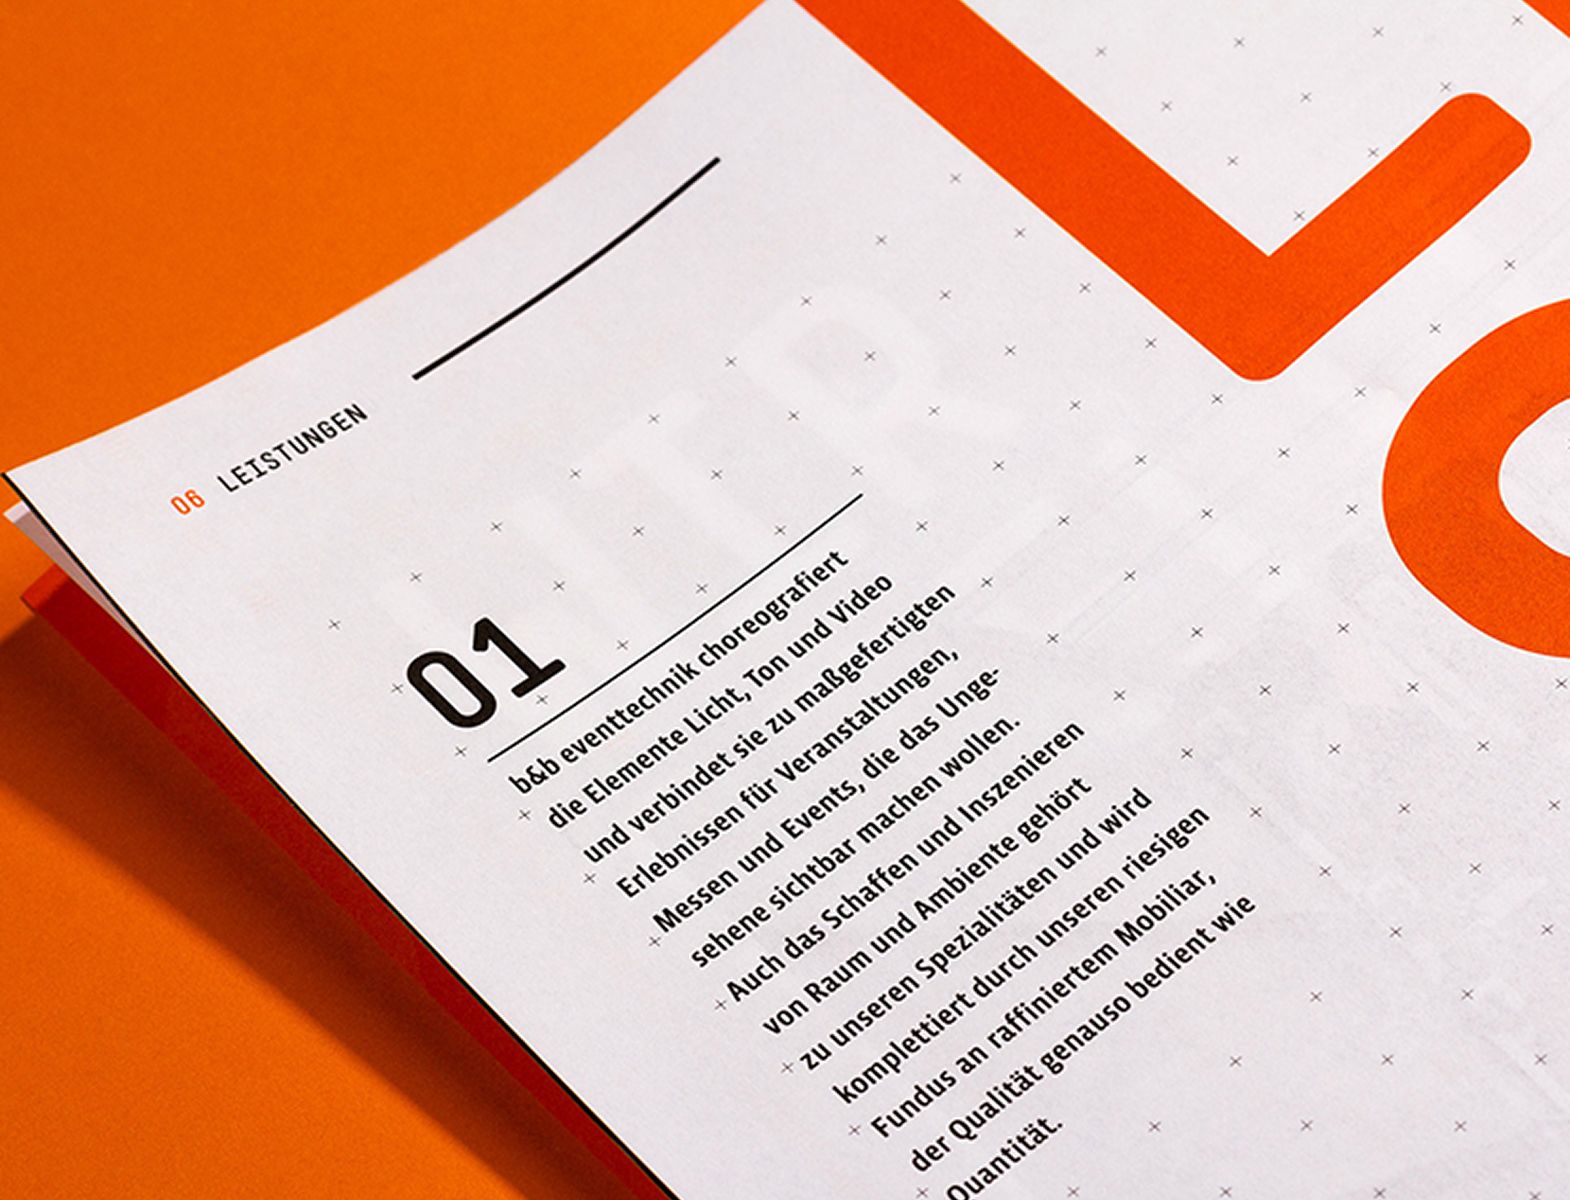 06 LEISTUNGEN
01
b&b eventtechnik choreografiert
die Elemente Licht, Ton und Video
und verbindet sie zu maßgefertigten
Erlebnissen für Veranstaltungen,
Messen und Events, die das Unge-
sehene sichtbar machen wollen.
Auch das Schaffen und Inszenieren
von Raum und Ambiente gehört
zu unseren Spezialitäten und wird
komplettiert durch unseren riesigen
Fundus an raffiniertem Mobiliar,
der Qualität genauso bedient wie
Quantität.